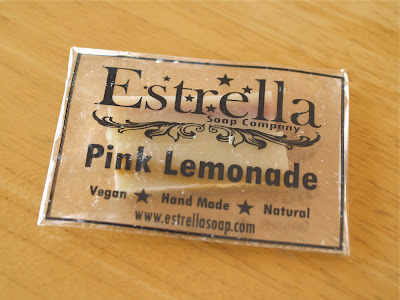 Estrella
Soap Company
Pink Lemonade
Vegan ★ Hand Made ★ Natural
www.estrellasoap.com